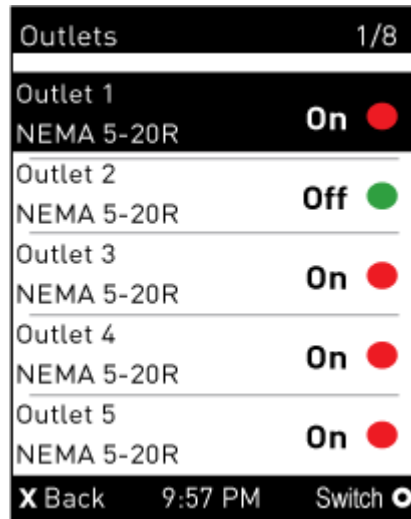 Outlets 1/8
Outlet 1
NEMA 5-20R
On
Outlet 2
NEMA 5-20R
Off
Outlet 3
NEMA 5-20R
On
Outlet 4
NEMA 5-20R
On
Outlet 5
NEMA 5-20R
On
X Back 9:57 PM Switch